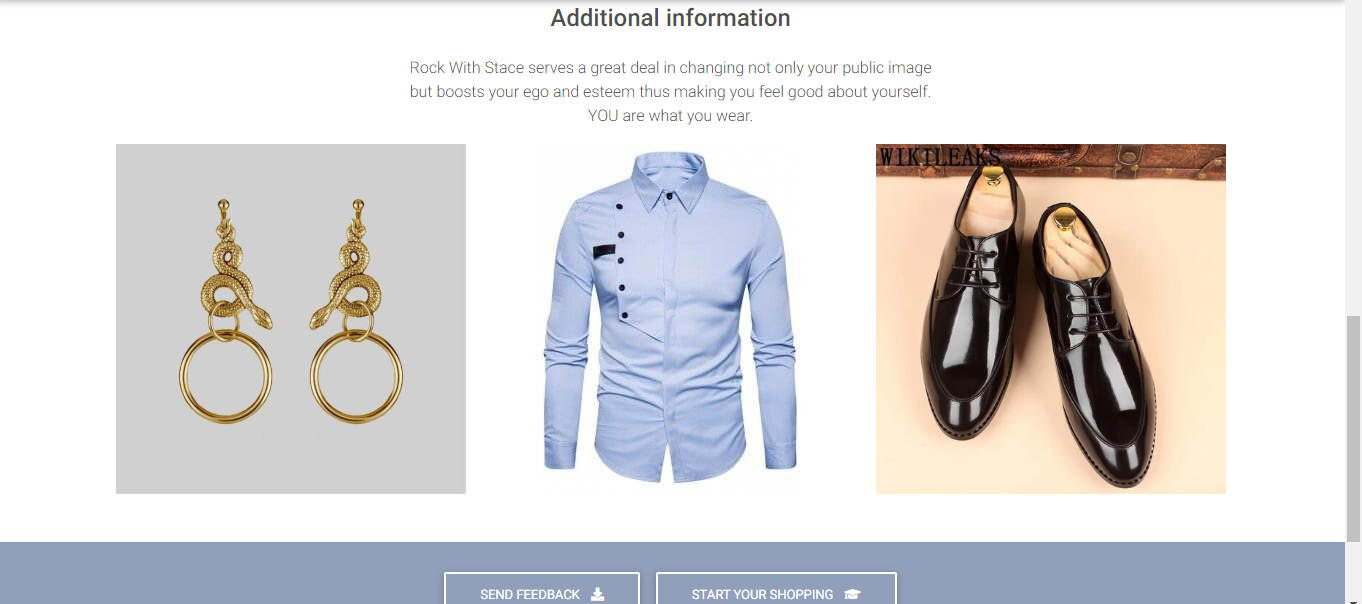 Additional information
Rock With Stace serves a great deal in changing not only your public image
but boosts your ego and esteem thus making you feel good about yourself.
YOU are what you wear.
WIKILEAKS
SEND FEEDBACK
START YOUR SHOPPING